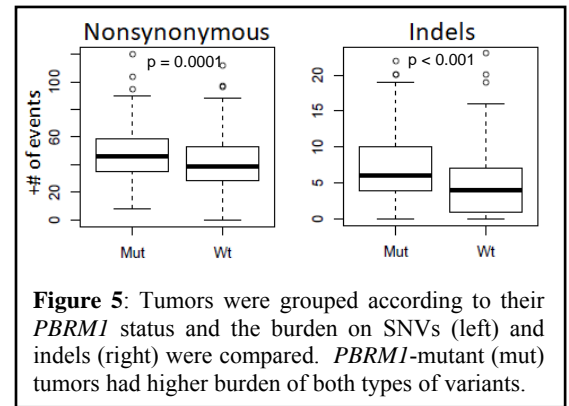 Nonsynonymous
p = 0.0001
+# of events
0 20 60 100
Mut Wt
Indels
p < 0.001
0 5 10 15 20
Mut Wt
Figure 5: Tumors were grouped according to their
PBRM1 status and the burden on SNVs (left) and
indels (right) were compared. PBRM1-mutant (mut)
tumors had higher burden of both types of variants.